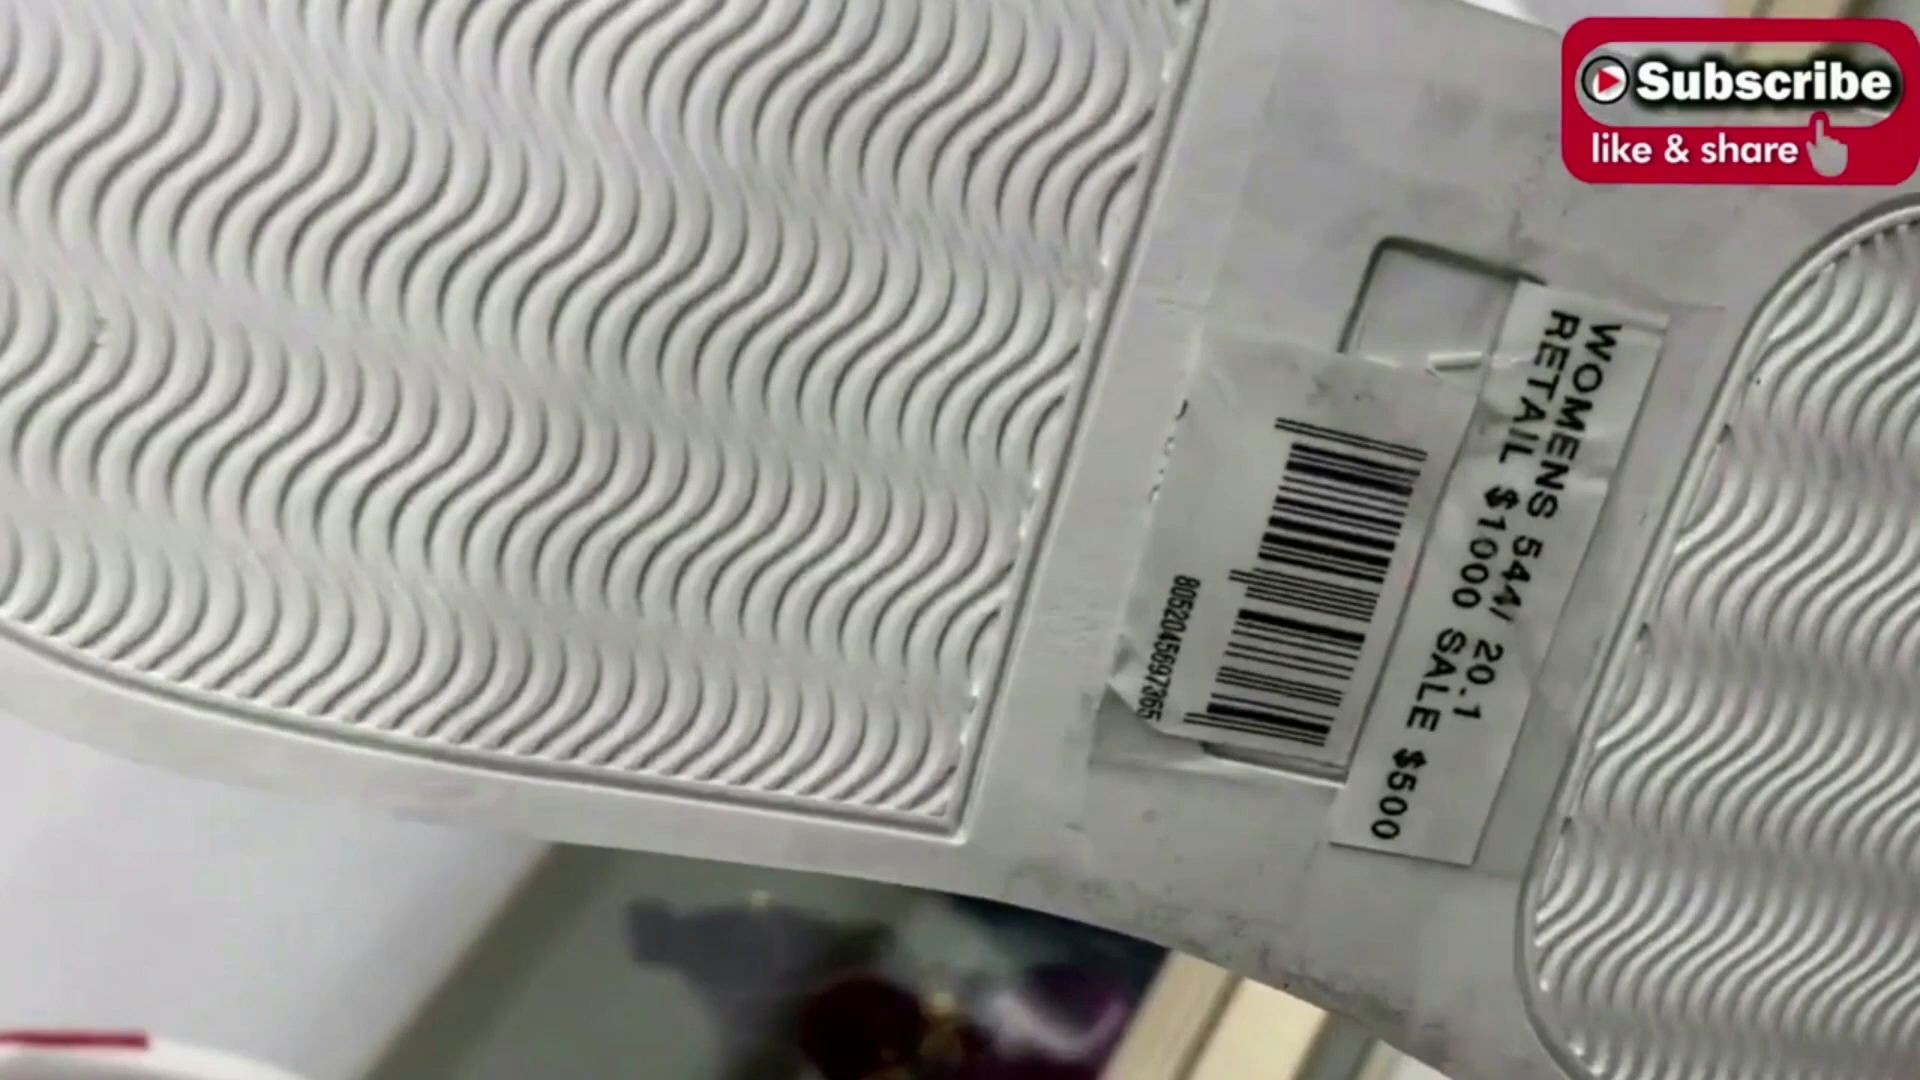 Subscribe
like & share
WOMENS 544/ 20.1
RETAIL $1000 SALE $500
8052045697365